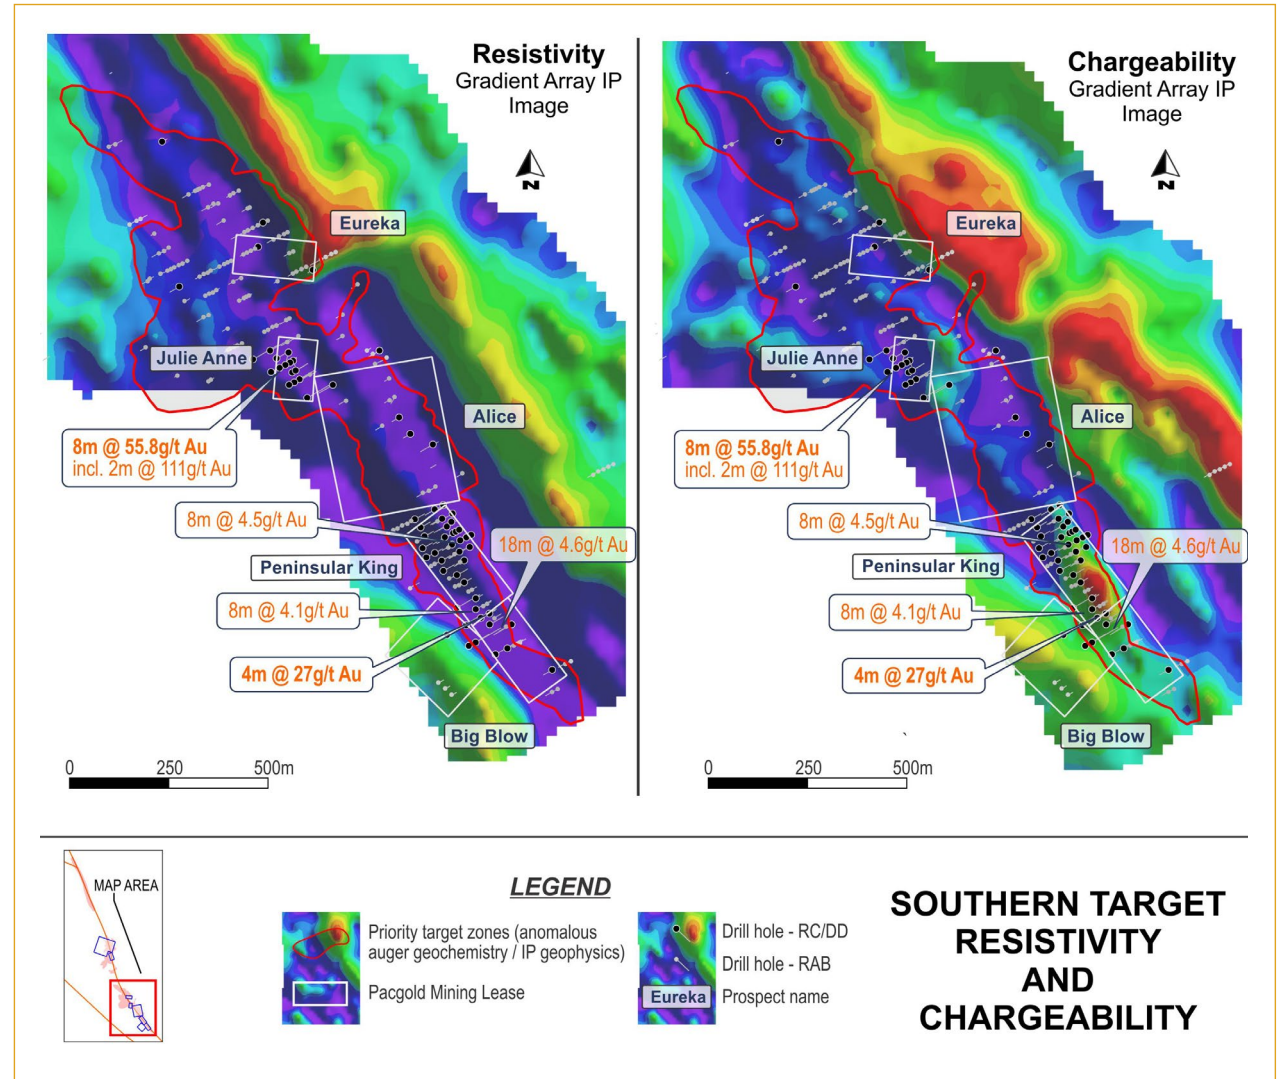 Resistivity
Gradient Array IP
Image
N
Eureka
Julie Anne
Alice
8m @ 55.8g/t Au
incl. 2m @ 111g/t Au
8m @ 4.5g/t Au
18m @ 4.6g/t Au
Peninsular King
8m @ 4.1g/t Au
4m @ 27g/t Au
Big Blow
0 250 500m
Chargeability
Gradient Array IP
Image
N
Eureka
Julie Anne
Alice
8m @ 55.8g/t Au
incl. 2m @ 111g/t Au
8m @ 4.5g/t Au
18m @ 4.6g/t Au
Peninsular King
8m @ 4.1g/t Au
4m @ 27g/t Au
Big Blow
0 250 500m
MAP AREA
LEGEND
Priority target zones (anomalous
auger geochemistry / IP geophysics)
Pacgold Mining Lease
Drill hole - RC/DD
Drill hole - RAB
Eureka Prospect name
SOUTHERN TARGET
RESISTIVITY
AND
CHARGEABILITY